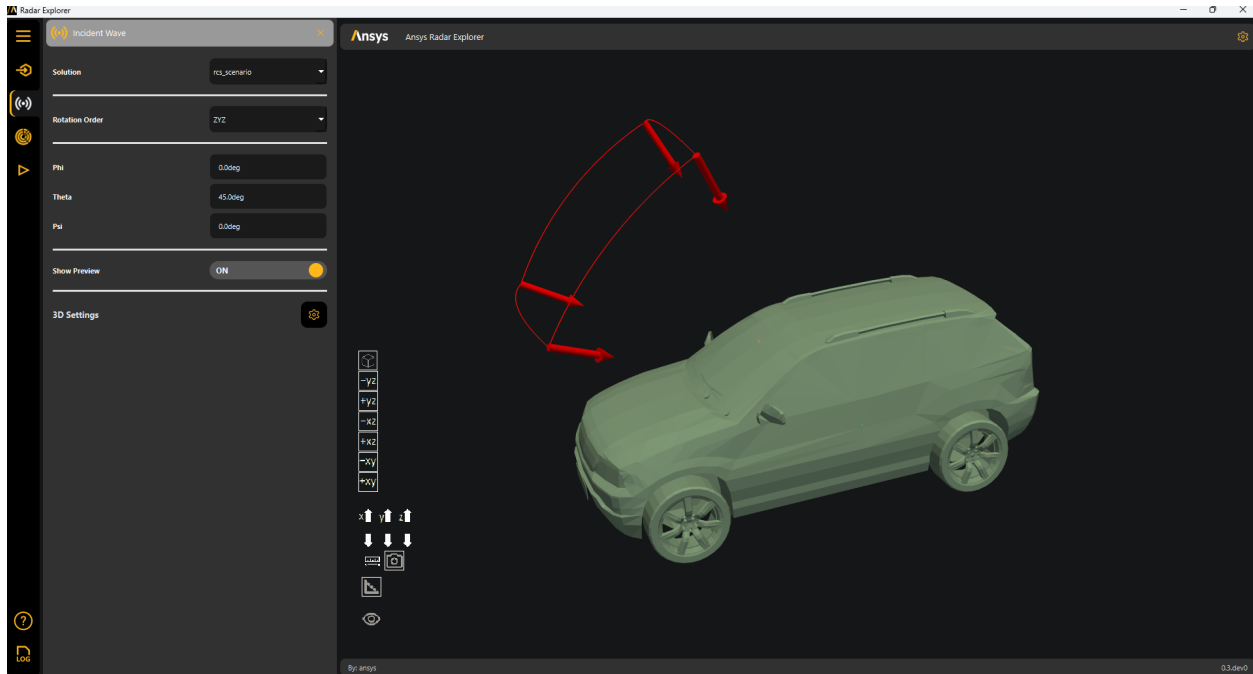 Radar Explorer
Incident Wave
Ansys
Ansys Radar Explorer
Solution
rcs_scenario
Rotation Order
ZYZ
Phi
0.0deg
Theta
45.0deg
Psi
0.0deg
Show Preview
ON
3D Settings
-yz
+yz
-xz
+xz
-xy
+xy
x y z
?
LOG
By: ansys
0.3.dev0